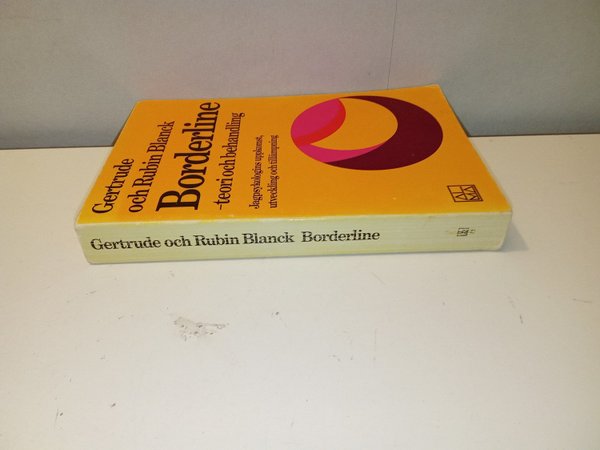 Gertrude
och Rubin Blanck
Borderline
-teori och behandling
Jagpsykologins uppkomst,
utveckling och tillämpning
Gertrude och Rubin Blanck Borderline